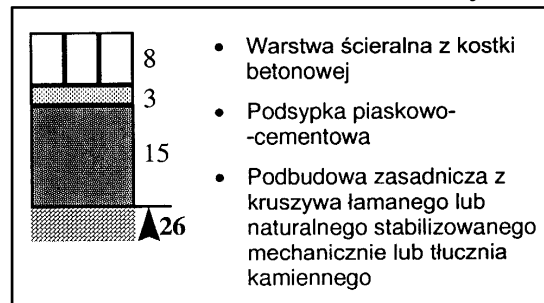 8
3
15
26
• Warstwa ścieralna z kostki
betonowej
• Podsypka piaskowo-
-cementowa
• Podbudowa zasadnicza z
kruszywa łamanego lub
naturalnego stabilizowanego
mechanicznie lub tłucznia
kamiennego